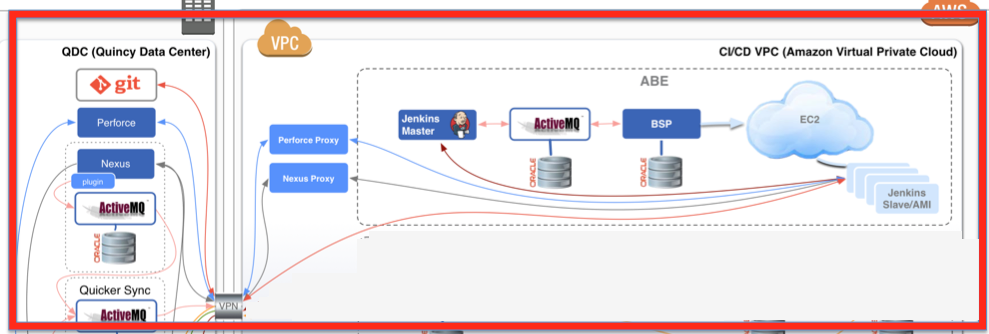 AWS
QDC (Quincy Data Center)
git
Perforce
Nexus
plugin
ActiveMQ
ORACLE
Quicker Sync
ActiveMQ
VPN
VPC
CI/CD VPC (Amazon Virtual Private Cloud)
Perforce Proxy
Nexus Proxy
ABE
Jenkins
Master
ActiveMQ
ORACLE
BSP
ORACLE
EC2
Jenkins
Slave/AMI